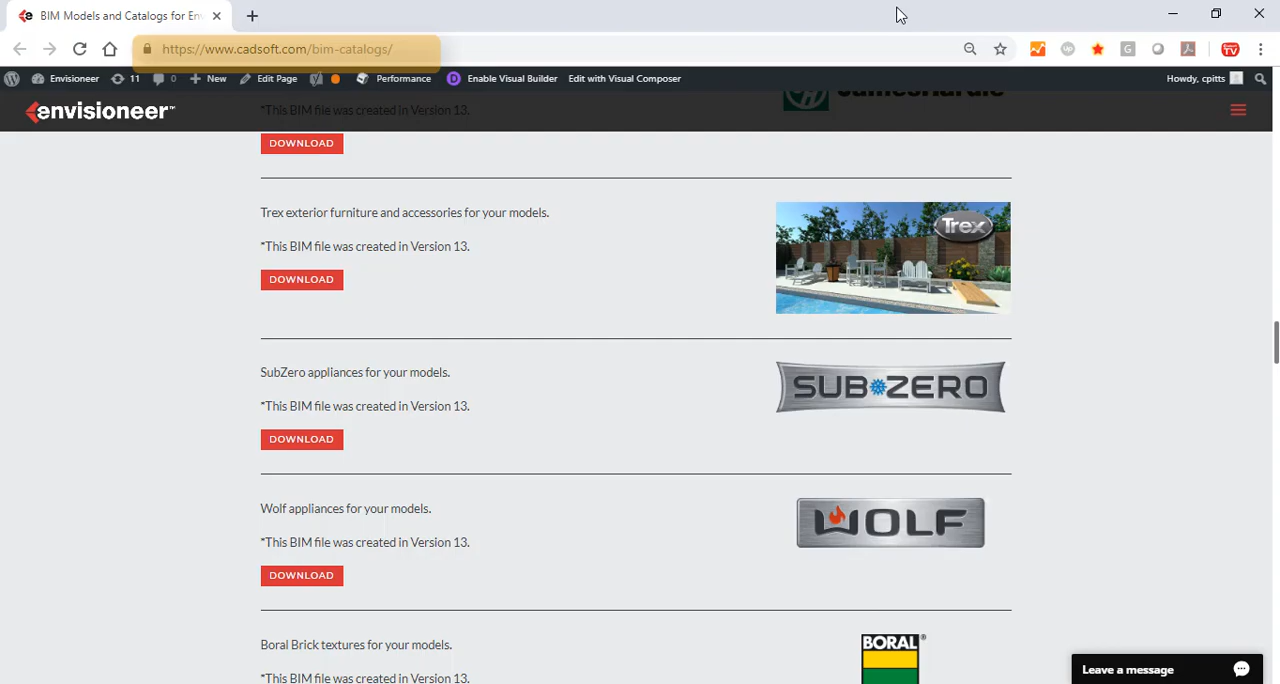 BIM Models and Catalogs for En
https://www.cadsoft.com/bim-catalogs/
Envisioneer 11 0 New Edit Page Performance D Enable Visual Builder Edit with Visual Composer Howdy, cpitts
envisioneer™
*This BIM file was created in Version 13.
JamesHardie
DOWNLOAD
Trex exterior furniture and accessories for your models.
Trex
*This BIM file was created in Version 13.
DOWNLOAD
SubZero appliances for your models.
SUB ZERO
*This BIM file was created in Version 13.
DOWNLOAD
Wolf appliances for your models.
WOLF
*This BIM file was created in Version 13.
DOWNLOAD
Boral Brick textures for your models.
BORAL®
*This BIM file was created in Version 13.
Leave a message